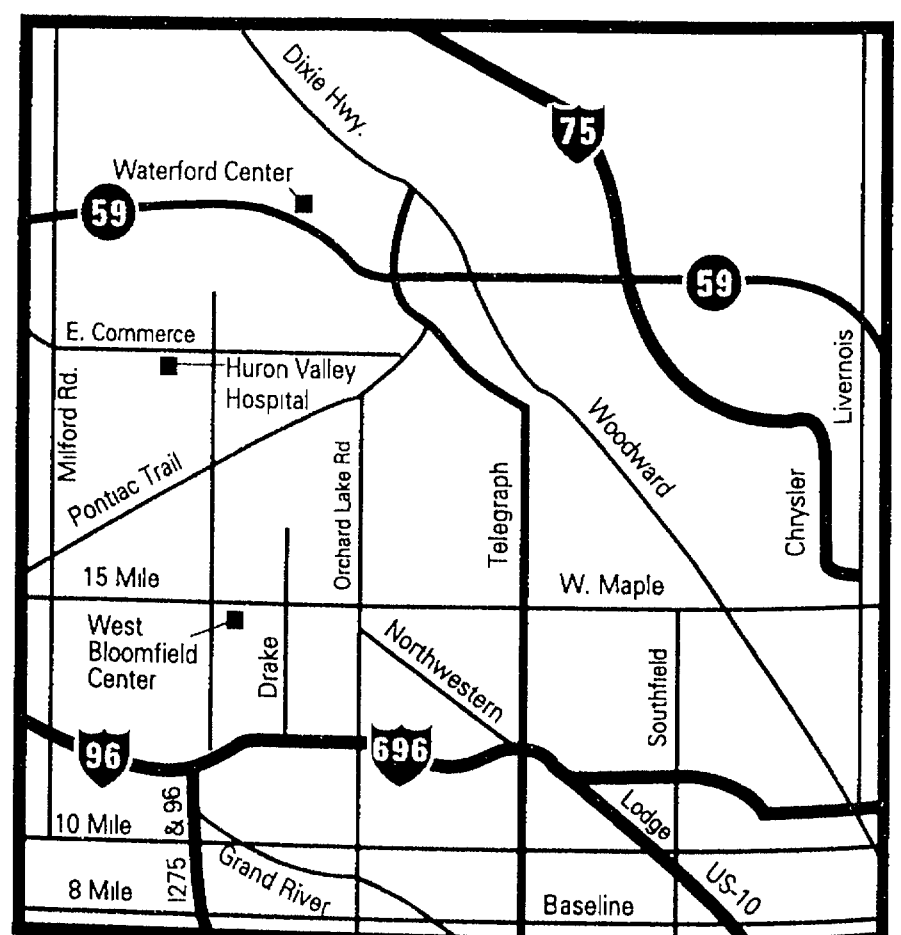 Dixie Hwy.
75
Waterford Center
59
59
E. Commerce
Huron Valley
Hospital
Milford Rd.
Livernois
Pontiac Trail
Orchard Lake Rd
Telegraph
Woodward
Chrysler
15 Mile
W. Maple
West
Bloomfield
Center
Drake
Northwestern
Southfield
96
696
10 Mile
I275 & 96
Lodge
Grand River
US-10
8 Mile
Baseline